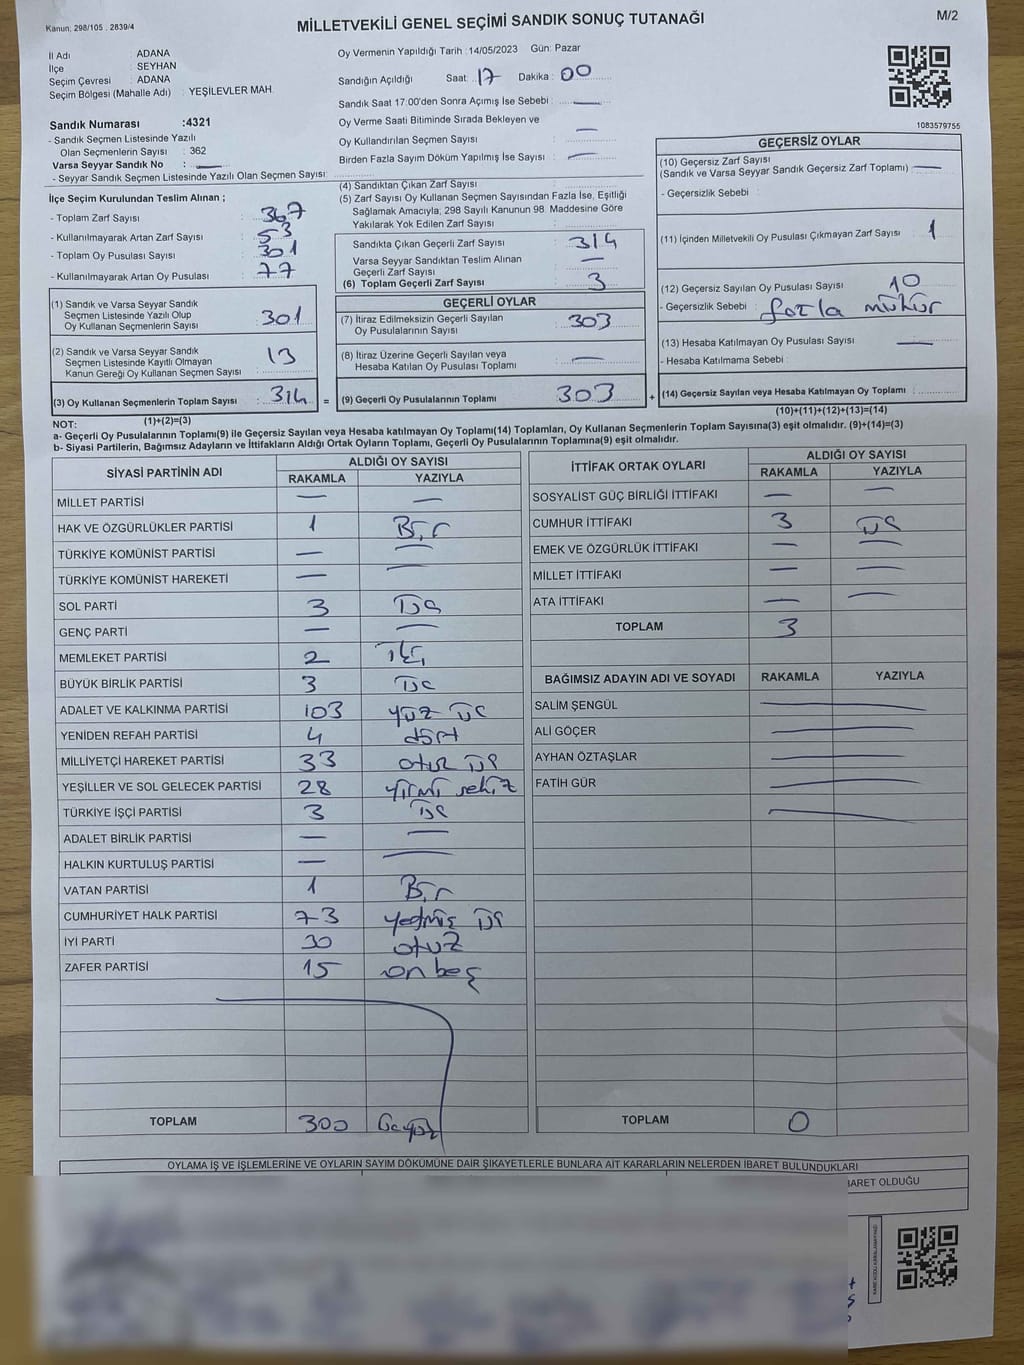 Kanun; 298/105 . 2839/4
MİLLETVEKİLİ GENEL SEÇİMİ SANDIK SONUÇ TUTANAĞI
M/2
İl Adı : ADANA
İlçe : SEYHAN
Seçim Çevresi : ADANA
Seçim Bölgesi (Mahalle Adı) : YEŞİLEVLER MAH.
Oy Vermenin Yapıldığı Tarih :14/05/2023 Gün: Pazar
Sandığın Açıldığı Saat: 17 Dakika: 00
Sandık Saat 17:00'den Sonra Açımış İse Sebebi : —
Oy Verme Saati Bitiminde Sırada Bekleyen ve
Oy Kullandırılan Seçmen Sayısı : —
Birden Fazla Sayım Döküm Yapılmış İSe Sayısı : —
1083579755
Sandık Numarası :4321
- Sandık Seçmen Listesinde Yazılı
Olan Seçmenlerin Sayısı : 362
Varsa Seyyar Sandık No : —
- Seyyar Sandık Seçmen Listesinde Yazılı Olan Seçmen Sayısı:
İlçe Seçim Kurulundan Teslim Alınan ;
- Toplam Zarf Sayısı : 367
- Kullanılmayarak Artan Zarf Sayısı : 53
- Toplam Oy Pusulası Sayısı : 301
- Kullanılmayarak Artan Oy Pusulası : 77
(1) Sandık ve Varsa Seyyar Sandık
Seçmen Listesinde Yazılı Olup
Oy Kullanan Seçmenlerin Sayısı : 301
(2) Sandık ve Varsa Seyyar Sandık
Seçmen Listesinde Kayıtlı Olmayan
Kanun Gereği Oy Kullanan Seçmen Sayısı : 13
(3) Oy Kullanan Seçmenlerin Toplam Sayısı : 314 =
(1)+(2)=(3)
(4) Sandıktan Çıkan Zarf Sayısı :
(5) Zarf Sayısı Oy Kullanan Seçmen Sayısından Fazla İse, Eşitliği
Sağlamak Amacıyla, 298 Sayılı Kanunun 98. Maddesine Göre
Yakılarak Yok Edilen Zarf Sayısı :
Sandıkta Çıkan Geçerli Zarf Sayısı : 314
Varsa Seyyar Sandıktan Teslim Alınan
Geçerli Zarf Sayısı : —
(6) Toplam Geçerli Zarf Sayısı : 3
GEÇERLİ OYLAR
(7) İtiraz Edilmeksizin Geçerli Sayılan
Oy Pusulalarının Sayısı : 303
(8) İtiraz Üzerine Geçerli Sayılan veya
Hesaba Katılan Oy Pusulası Toplamı : —
(9) Geçerli Oy Pusulalarının Toplamı : 303 +
GEÇERSİZ OYLAR
(10) Geçersiz Zarf Sayısı
(Sandık ve Varsa Seyyar Sandık Geçersiz Zarf Toplamı) : —
- Geçersizlik Sebebi :
(11) İçinden Milletvekili Oy Pusulası Çıkmayan Zarf Sayısı : 1
(12) Geçersiz Sayılan Oy Pusulası Sayısı : 10
- Geçersizlik Sebebi : fazla mühür
(13) Hesaba Katılmayan Oy Pusulası Sayısı : —
- Hesaba Katılmama Sebebi :
(14) Geçersiz Sayılan veya Hesaba Katılmayan Oy Toplamı :
(10)+(11)+(12)+(13)=(14)
NOT:
a- Geçerli Oy Pusulalarının Toplamı(9) ile Geçersiz Sayılan veya Hesaba katılmayan Oy Toplamı(14) Toplamları, Oy Kullanan Seçmenlerin Toplam Sayısına(3) eşit olmalıdır. (9)+(14)=(3)
b- Siyasi Partilerin, Bağımsız Adayların ve İttifakların Aldığı Ortak Oyların Toplamı, Geçerli Oy Pusulalarının Toplamına(9) eşit olmalıdır.
SİYASİ PARTİNİN ADI ALDIĞI OY SAYISI
RAKAMLA YAZIYLA
MİLLET PARTİSİ — —
HAK VE ÖZGÜRLÜKLER PARTİSİ 1 Bir
TÜRKİYE KOMÜNİST PARTİSİ — —
TÜRKİYE KOMÜNİST HAREKETİ — —
SOL PARTİ 3 üç
GENÇ PARTİ — —
MEMLEKET PARTİSİ 2 iki
BÜYÜK BİRLİK PARTİSİ 3 üç
ADALET VE KALKINMA PARTİSİ 103 yüz üç
YENİDEN REFAH PARTİSİ 4 dört
MİLLİYETÇİ HAREKET PARTİSİ 33 otuz üç
YEŞİLLER VE SOL GELECEK PARTİSİ 28 yirmi sekiz
TÜRKİYE İŞÇİ PARTİSİ 3 üç
ADALET BİRLİK PARTİSİ — —
HALKIN KURTULUŞ PARTİSİ — —
VATAN PARTİSİ 1 Bir
CUMHURİYET HALK PARTİSİ 73 yetmiş üç
İYİ PARTİ 30 otuz
ZAFER PARTİSİ 15 on beş
TOPLAM 300 üçyüz
İTTİFAK ORTAK OYLARI ALDIĞI OY SAYISI
RAKAMLA YAZIYLA
SOSYALİST GÜÇ BİRLİĞİ İTTİFAKI — —
CUMHUR İTTİFAKI 3 üç
EMEK VE ÖZGÜRLÜK İTTİFAKI — —
MİLLET İTTİFAKI — —
ATA İTTİFAKI — —
TOPLAM 3
BAĞIMSIZ ADAYIN ADI VE SOYADI RAKAMLA YAZIYLA
SALİM ŞENGÜL —
ALİ GÖÇER —
AYHAN ÖZTAŞLAR —
FATİH GÜR —
TOPLAM 0
OYLAMA İŞ VE İŞLEMLERİNE VE OYLARIN SAYIM DÖKÜMÜNE DAİR ŞİKAYETLERLE BUNLARA AİT KARARLARIN NELERDEN İBARET BULUNDUKLARI
BARET OLDUĞU